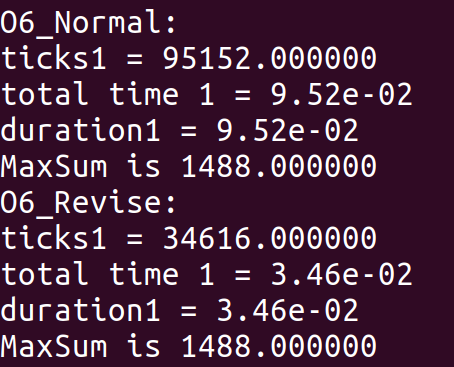 O6_Normal:
ticks1 = 95152.000000
total time 1 = 9.52e-02
duration1 = 9.52e-02
MaxSum is 1488.000000
O6_Revise:
ticks1 = 34616.000000
total time 1 = 3.46e-02
duration1 = 3.46e-02
MaxSum is 1488.000000